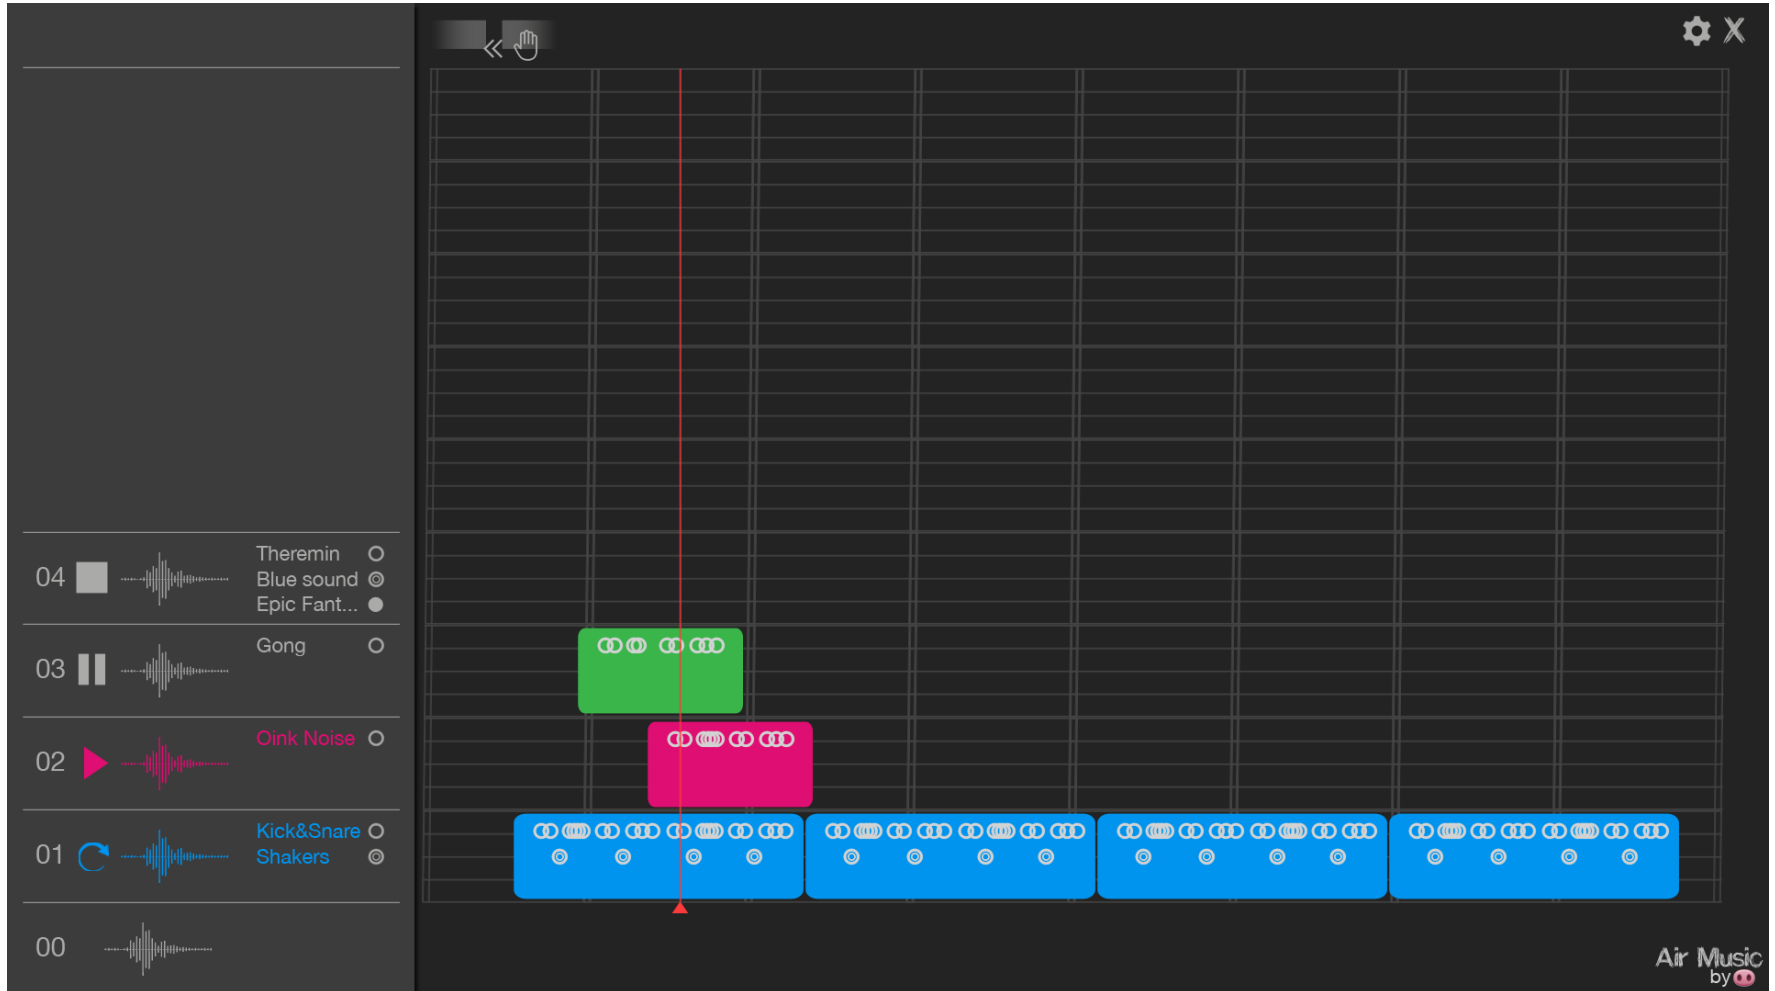 04
Theremin
Blue sound
Epic Fant...
03
Gong
02
Oink Noise
01
Kick&Snare
Shakers
00
Air Music
by